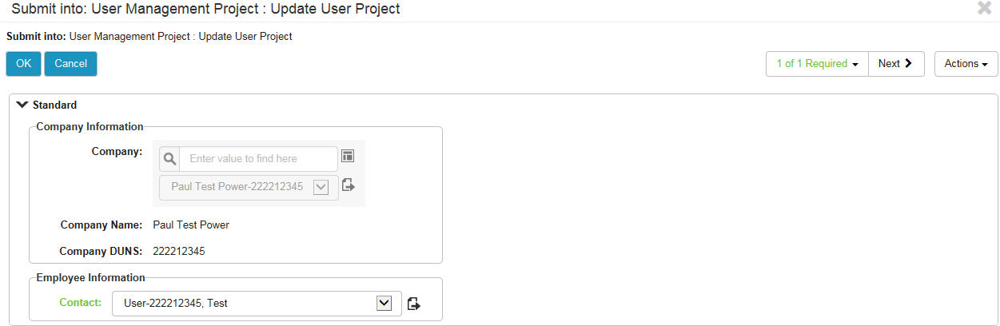 Submit into: User Management Project : Update User Project
Submit into: User Management Project : Update User Project
OK Cancel 1 of 1 Required Next Actions
Standard
Company Information
Company: Enter value to find here
Paul Test Power-222212345
Company Name: Paul Test Power
Company DUNS: 222212345
Employee Information
Contact: User-222212345, Test